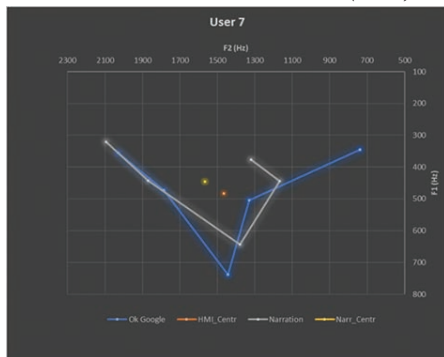 User 7
F2 (Hz)
2300 2100 1900 1700 1500 1300 1100 900 700 500
100
200
300
400
500
600
700
800
F1 (Hz)
Ok Google HMI_Centr Narration Narr_Centr